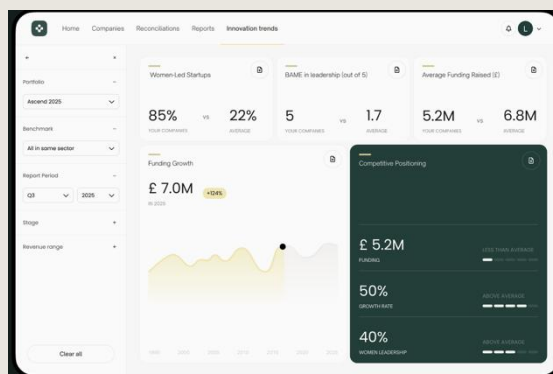 Home Companies Reconciliations Reports Innovation trends
L
Portfolio
Ascend 2025
Benchmark
All in same sector
Report Period
Q3 2025
Stage
Revenue range
Clear all
Women-Led Startups
85% vs 22%
YOUR COMPANIES AVERAGE
BAME in leadership (out of 5)
5 vs 1.7
YOUR COMPANIES AVERAGE
Average Funding Raised (£)
5.2M vs 6.8M
YOUR COMPANIES AVERAGE
Funding Growth
£ 7.0M +124%
IN 2025
Competitive Positioning
£ 5.2M LESS THAN AVERAGE
FUNDING
50% ABOVE AVERAGE
GROWTH RATE
40% ABOVE AVERAGE
WOMEN LEADERSHIP